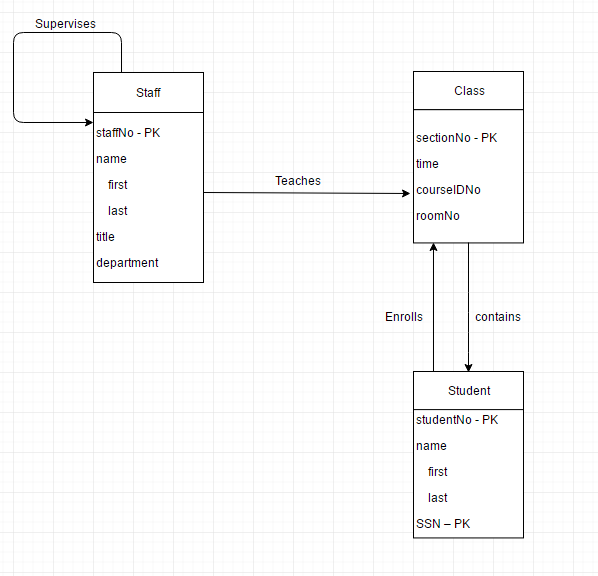 Supervises
Staff
staffNo - PK
name
first
last
title
department
Teaches
Class
sectionNo - PK
time
courseIDNo
roomNo
Enrolls
contains
Student
studentNo - PK
name
first
last
SSN – PK